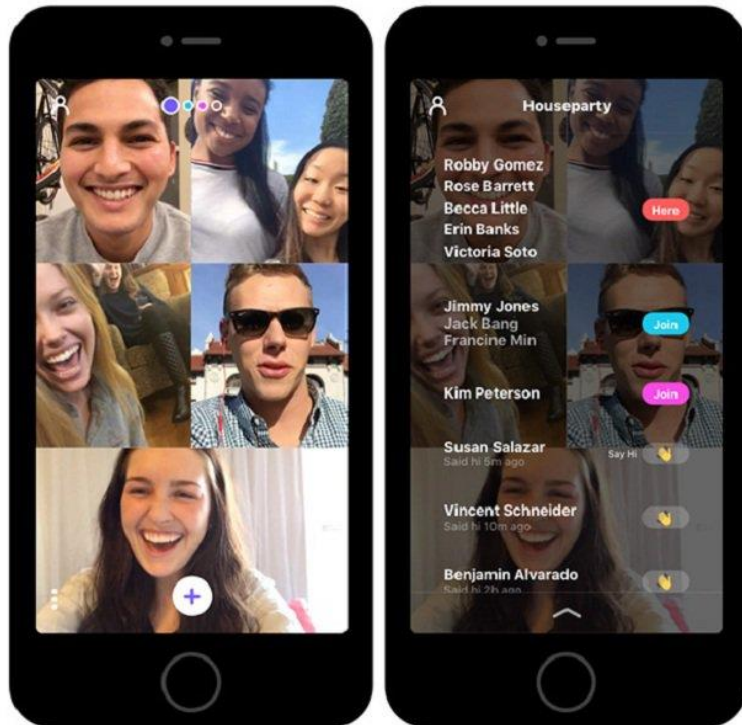 Houseparty
Robby Gomez
Rose Barrett
Becca Little
Here
Erin Banks
Victoria Soto
Jimmy Jones
Jack Bang
Join
Francine Min
Kim Peterson
Join
Susan Salazar
Said hi 5m ago
Say Hi
Vincent Schneider
Said hi 10m ago
Benjamin Alvarado
Said hi 2h ago